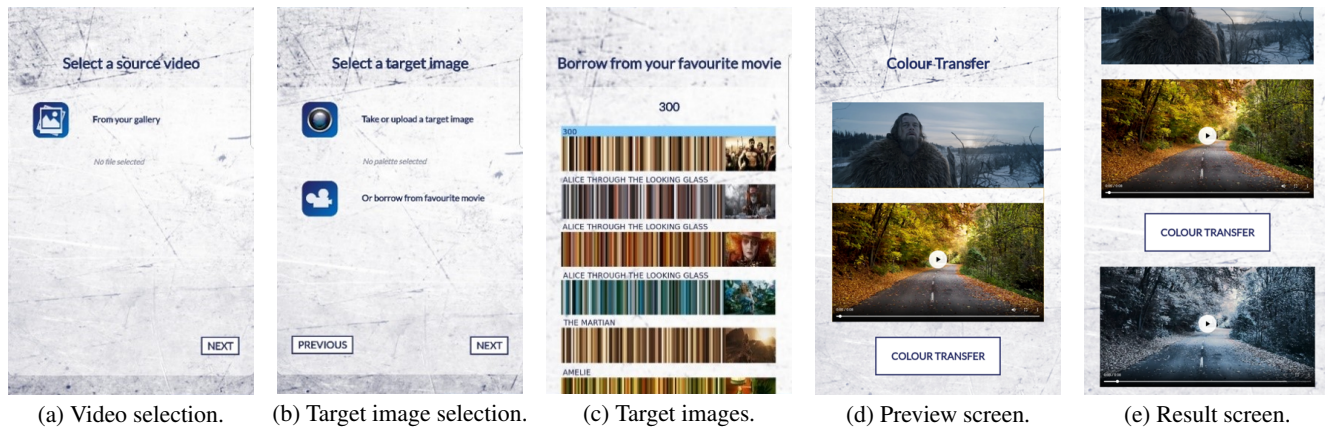 Select a source video
From your gallery
No file selected
NEXT
(a) Video selection.
Select a target image
Take or upload a target image
No palette selected
Or borrow from favourite movie
PREVIOUS
NEXT
(b) Target image selection.
Borrow from your favourite movie
300
300
ALICE THROUGH THE LOOKING GLASS
ALICE THROUGH THE LOOKING GLASS
ALICE THROUGH THE LOOKING GLASS
THE MARTIAN
AMELIE
(c) Target images.
Colour Transfer
COLOUR TRANSFER
(d) Preview screen.
COLOUR TRANSFER
(e) Result screen.